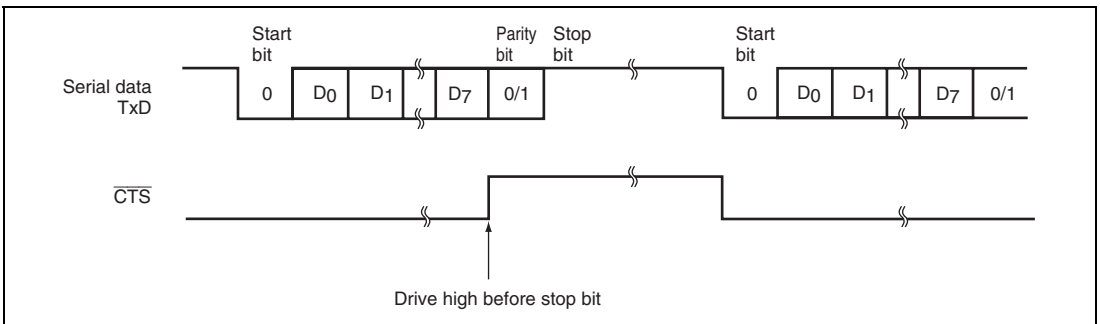 Start bit Parity bit Stop bit Start bit
Serial data TxD 0 D0 D1 D7 0/1 0 D0 D1 D7 0/1
CTS
Drive high before stop bit